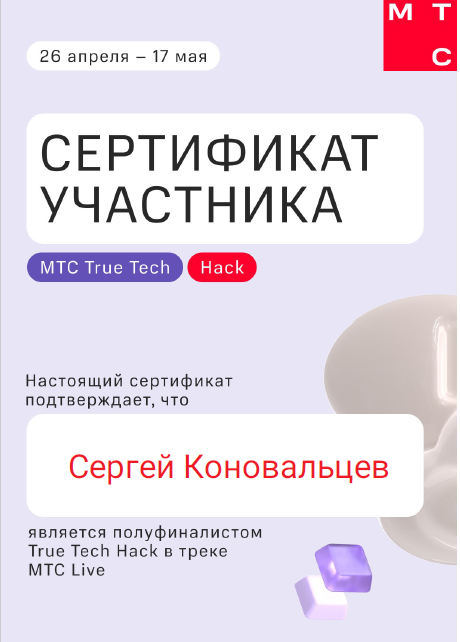 МТС
26 апреля – 17 мая
СЕРТИФИКАТ
УЧАСТНИКА
МТС True Tech Hack
Настоящий сертификат
подтверждает, что
Сергей Коновальцев
является полуфиналистом
True Tech Hack в треке
МТС Live